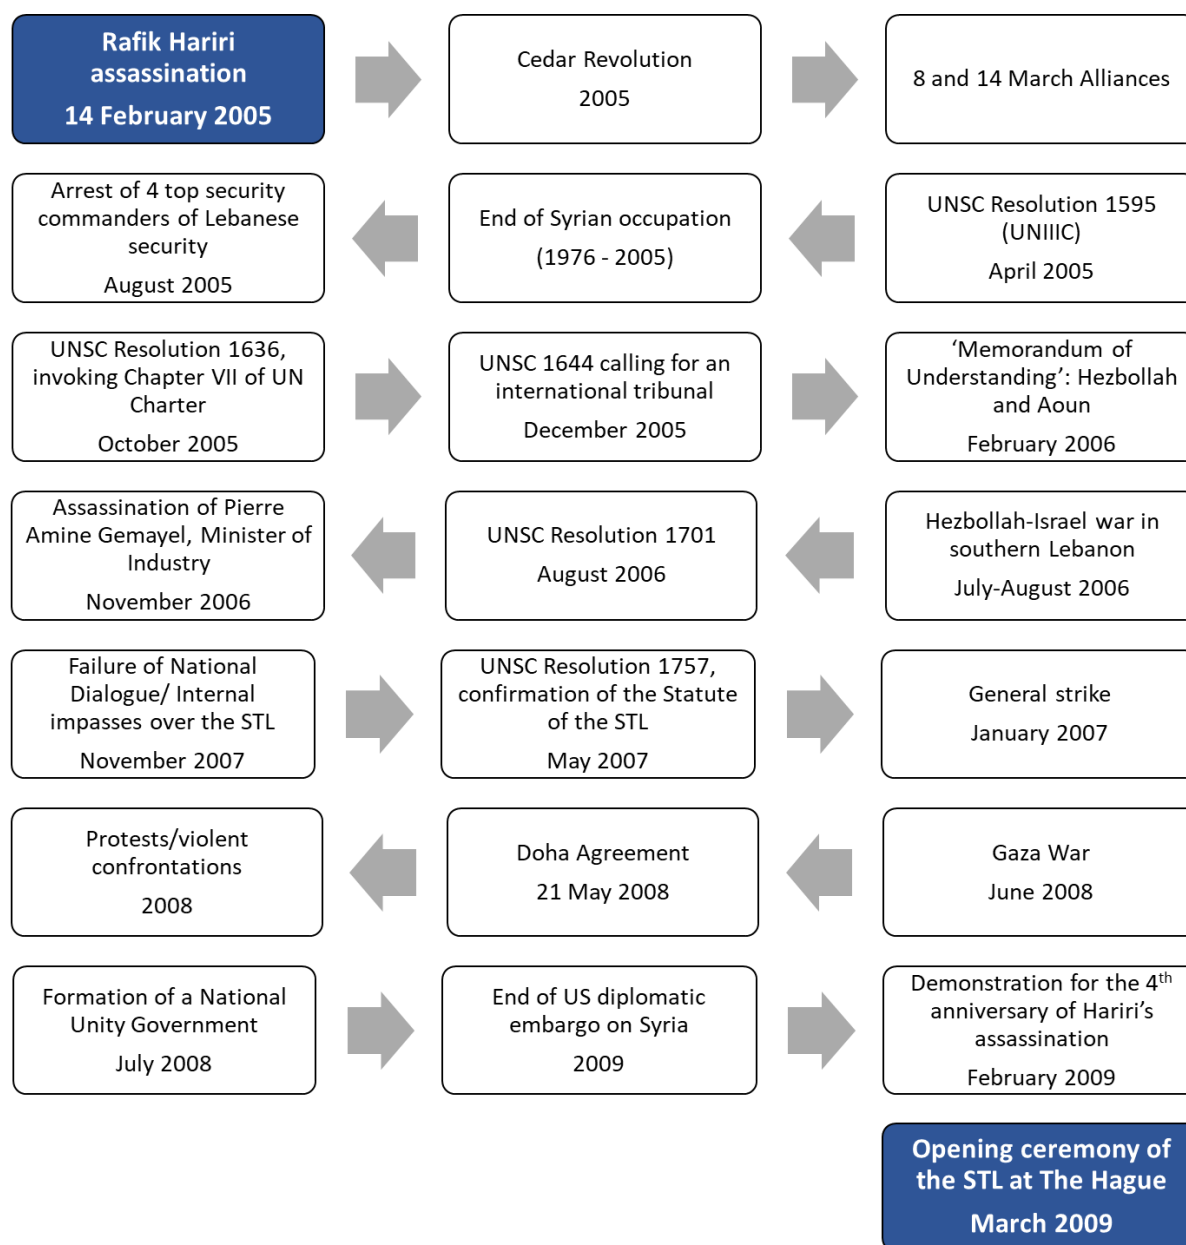 Rafik Hariri
assassination
14 February 2005
Cedar Revolution
2005
8 and 14 March Alliances
Arrest of 4 top security
commanders of Lebanese
security
August 2005
End of Syrian occupation
(1976 - 2005)
UNSC Resolution 1595
(UNIIIC)
April 2005
UNSC Resolution 1636,
invoking Chapter VII of UN
Charter
October 2005
UNSC 1644 calling for an
international tribunal
December 2005
‘Memorandum of
Understanding’: Hezbollah
and Aoun
February 2006
Assassination of Pierre
Amine Gemayel, Minister of
Industry
November 2006
UNSC Resolution 1701
August 2006
Hezbollah-Israel war in
southern Lebanon
July-August 2006
Failure of National
Dialogue/ Internal
impasses over the STL
November 2007
UNSC Resolution 1757,
confirmation of the Statute
of the STL
May 2007
General strike
January 2007
Protests/violent
confrontations
2008
Doha Agreement
21 May 2008
Gaza War
June 2008
Formation of a National
Unity Government
July 2008
End of US diplomatic
embargo on Syria
2009
Demonstration for the 4th
anniversary of Hariri’s
assassination
February 2009
Opening ceremony of
the STL at The Hague
March 2009